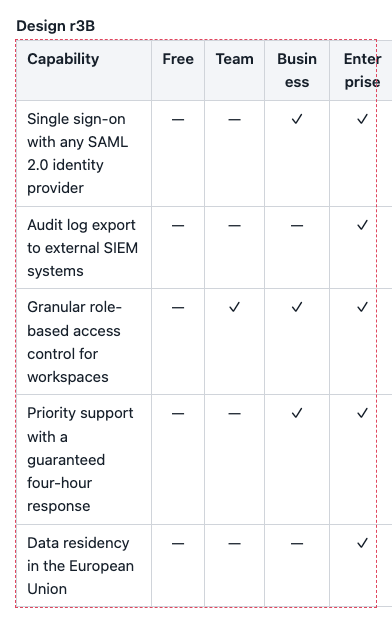 Design r3B
Capability Free Team Busin Enter
ess prise
Single sign-on — — ✓ ✓
with any SAML
2.0 identity
provider
Audit log export — — — ✓
to external SIEM
systems
Granular role- — ✓ ✓ ✓
based access
control for
workspaces
Priority support — — ✓ ✓
with a
guaranteed
four-hour
response
Data residency — — — ✓
in the European
Union